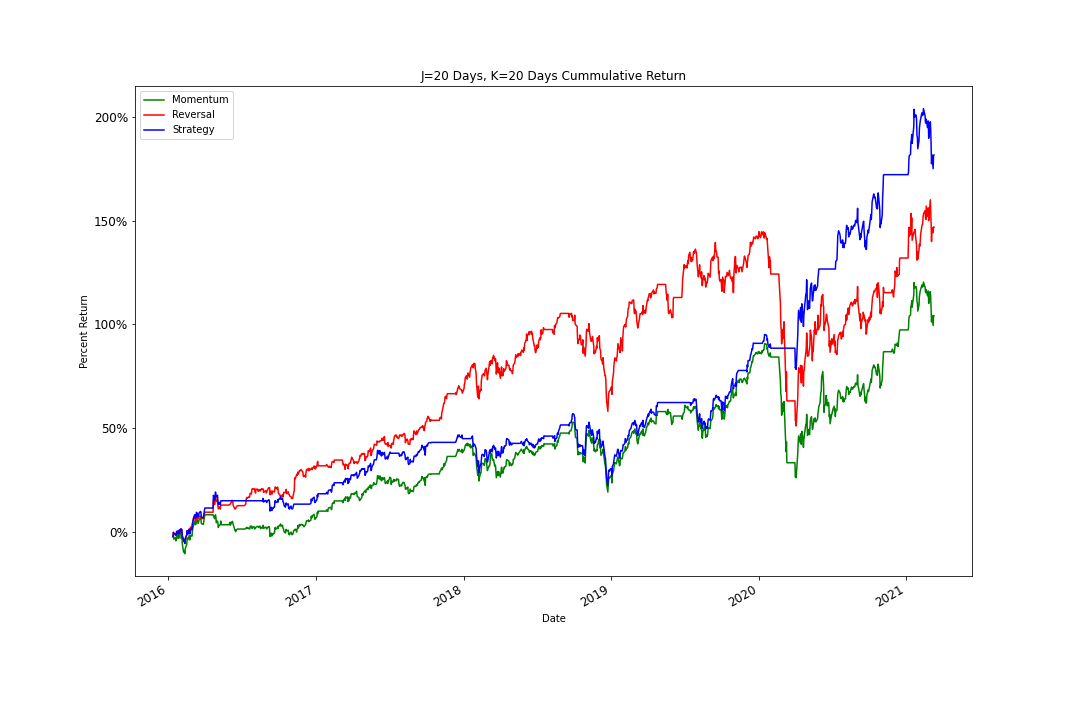 J=20 Days, K=20 Days Cummulative Return
Momentum
Reversal
Strategy
200%
150%
100%
50%
0%
Percent Return
2016
2017
2018
2019
2020
2021
Date